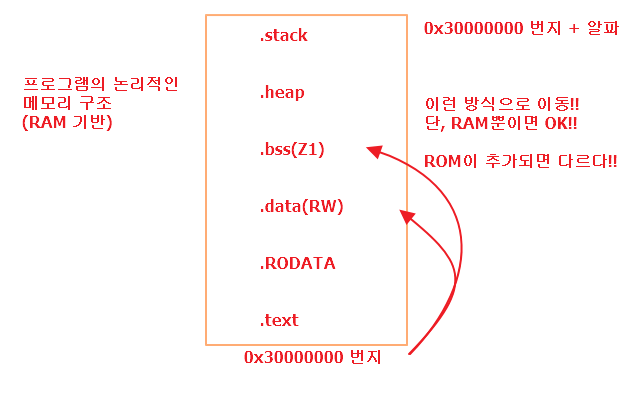 프로그램의 논리적인
메모리 구조
(RAM 기반)
.stack
.heap
.bss(Z1)
.data(RW)
.RODATA
.text
0x30000000 번지
0x30000000 번지 + 알파
이런 방식으로 이동!!
단, RAM뿐이면 OK!!
ROM이 추가되면 다르다!!